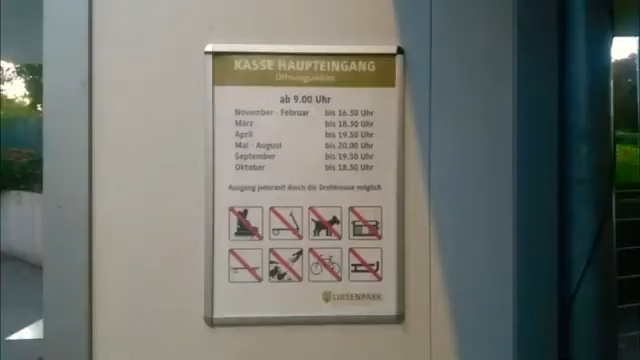 KASSE HAUPTEINGANG
Öffnungszeiten
ab 9.00 Uhr
November - Februar bis 16.30 Uhr
März bis 18.30 Uhr
April bis 19.30 Uhr
Mai - August bis 20.00 Uhr
September bis 19.30 Uhr
Oktober bis 18.30 Uhr
Ausgang jederzeit durch die Drehkreuze möglich
LUISENPARK